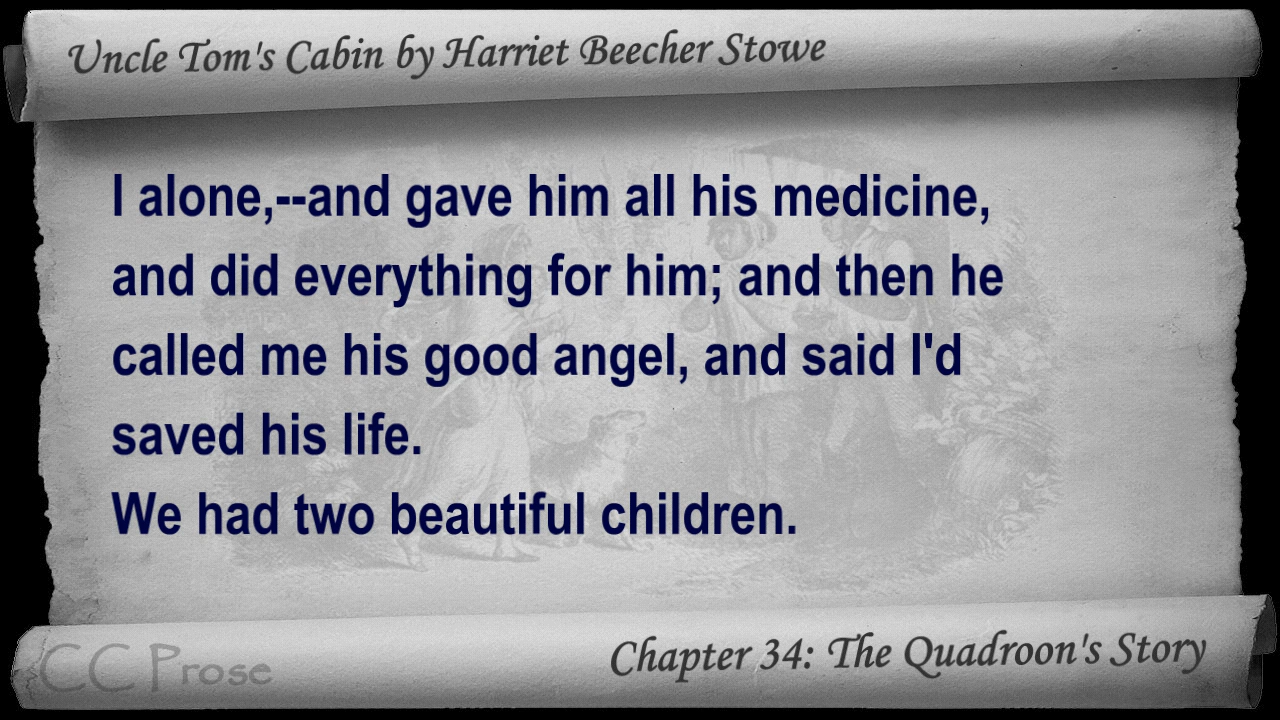 Uncle Tom's Cabin by Harriet Beecher Stowe
I alone,--and gave him all his medicine,
and did everything for him; and then he
called me his good angel, and said I'd
saved his life.
We had two beautiful children.
CC Prose
Chapter 34: The Quadroon's Story